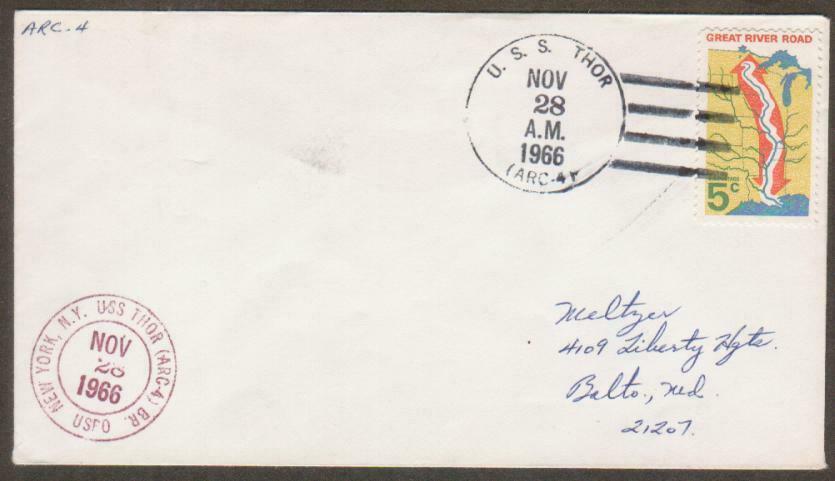 ARC-4
U. S. S. THOR
NOV
28
A.M.
1966
(ARC-4)
GREAT RIVER ROAD
5c
Meltzer
4109 Liberty Hgts.
Balto., Md.
21207.
NEW YORK, N.Y. USS THOR (ARC-4) BR.
NOV
28
1966
USPO